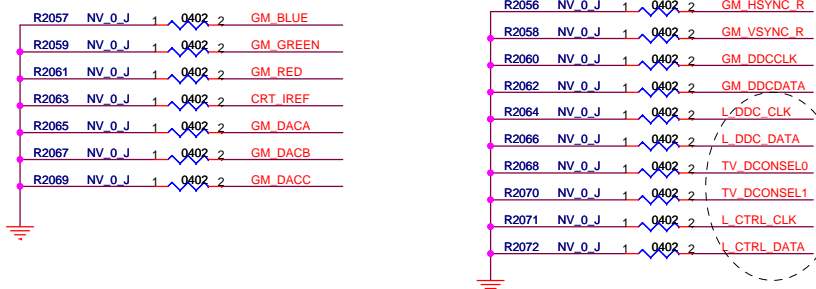 R2057 NV_0_J 1 0402 2 GM_BLUE
R2059 NV_0_J 1 0402 2 GM_GREEN
R2061 NV_0_J 1 0402 2 GM_RED
R2063 NV_0_J 1 0402 2 CRT_IREF
R2065 NV_0_J 1 0402 2 GM_DACA
R2067 NV_0_J 1 0402 2 GM_DACB
R2069 NV_0_J 1 0402 2 GM_DACC
R2056 NV_0_J 1 0402 2 GM_HSYNC_R
R2058 NV_0_J 1 0402 2 GM_VSYNC_R
R2060 NV_0_J 1 0402 2 GM_DDCCLK
R2062 NV_0_J 1 0402 2 GM_DDCDATA
R2064 NV_0_J 1 0402 2 L_DDC_CLK
R2066 NV_0_J 1 0402 2 L_DDC_DATA
R2068 NV_0_J 1 0402 2 TV_DCONSEL0
R2070 NV_0_J 1 0402 2 TV_DCONSEL1
R2071 NV_0_J 1 0402 2 L_CTRL_CLK
R2072 NV_0_J 1 0402 2 L_CTRL_DATA